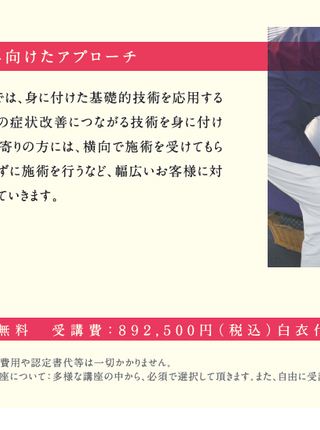 向けたアプローチ
では、身に付けた基礎的技術を応用する
の症状改善につながる技術を身に付け
寄りの方には、横向で施術を受けてもら
ずに施術を行うなど、幅広いお客様に対
ていきます。
無料 受講費:892,500円(税込)白衣付
費用や認定書代等は一切かかりません。
座について:多様な講座の中から、必須で選択して頂きます。また、自由に受講